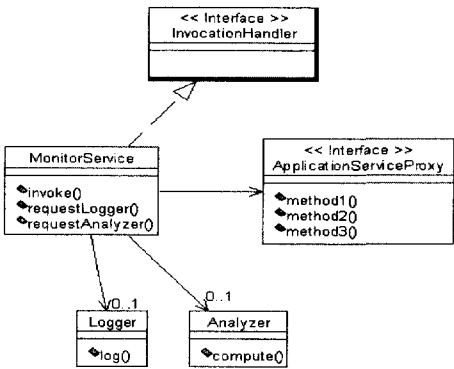 << Interface >>
InvocationHandler
MonitorService
invoke()
requestLogger()
requestAnalyzer()
<< Interface >>
ApplicationServiceProxy
method1()
method2()
method3()
0..1
0..1
Logger
log()
Analyzer
compute()